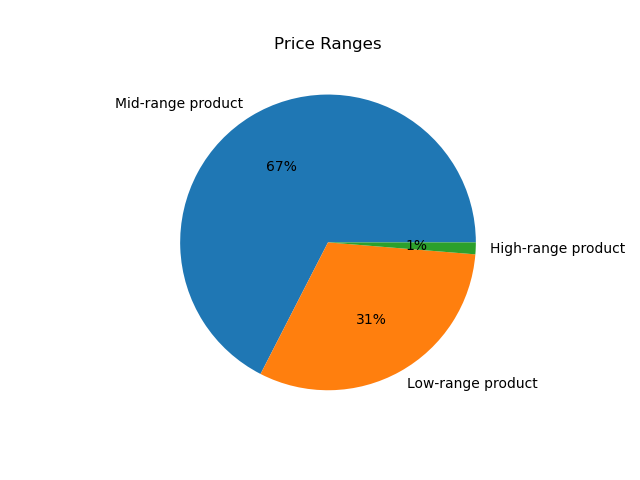 Price Ranges
Mid-range product
67%
1%
High-range product
31%
Low-range product